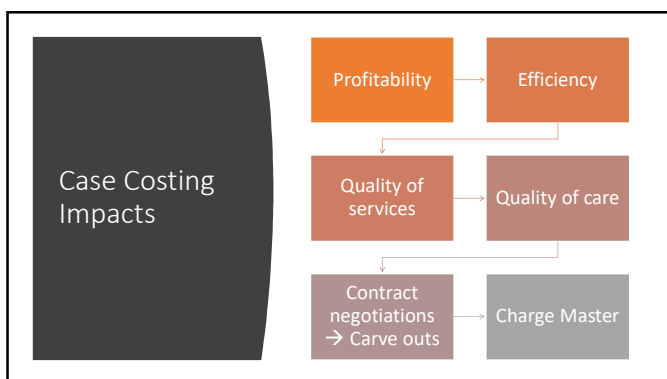 Case Costing
Impacts
Profitability
Efficiency
Quality of
services
Quality of care
Contract
negotiations
→ Carve outs
Charge Master